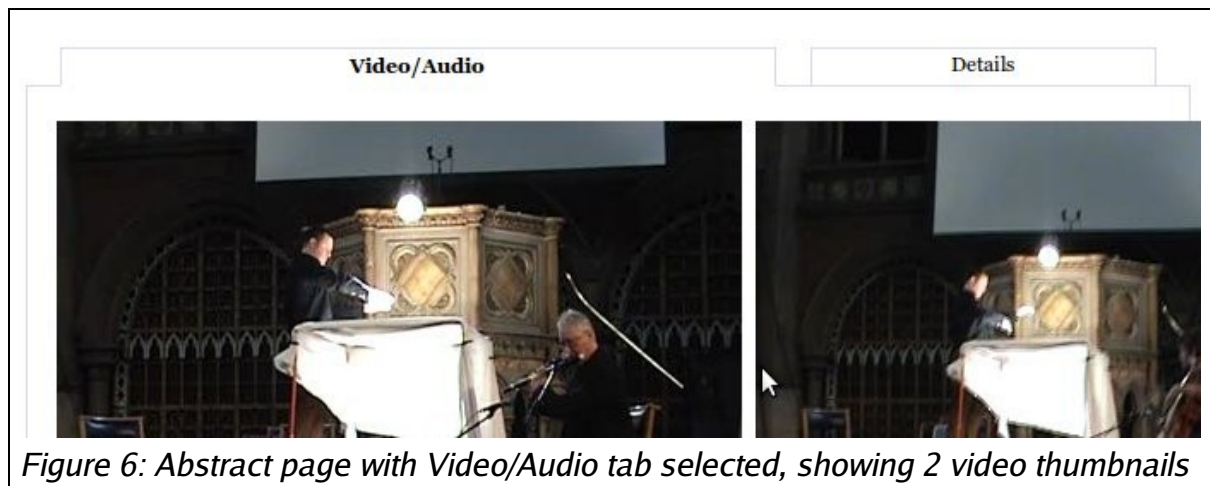 Video/Audio
Details
Figure 6: Abstract page with Video/Audio tab selected, showing 2 video thumbnails